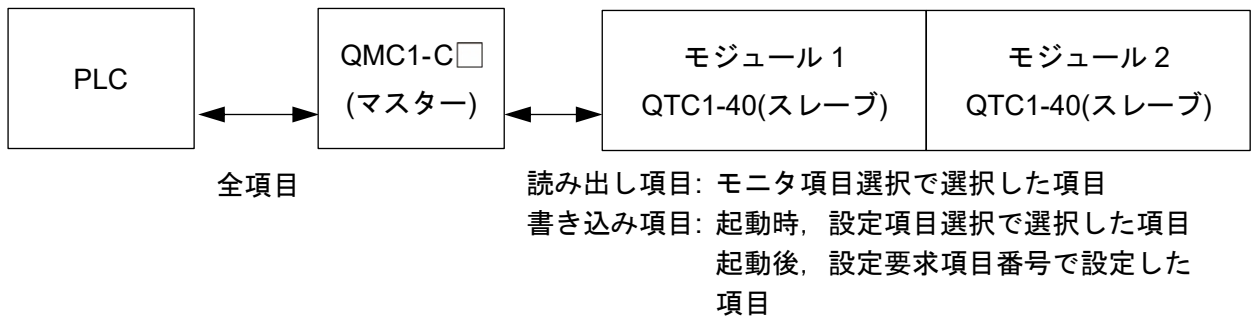 PLC
QMC1-C□
(マスター)
モジュール 1
QTC1-40(スレーブ)
モジュール 2
QTC1-40(スレーブ)
全項目
読み出し項目: モニタ項目選択で選択した項目
書き込み項目: 起動時, 設定項目選択で選択した項目
起動後, 設定要求項目番号で設定した
項目